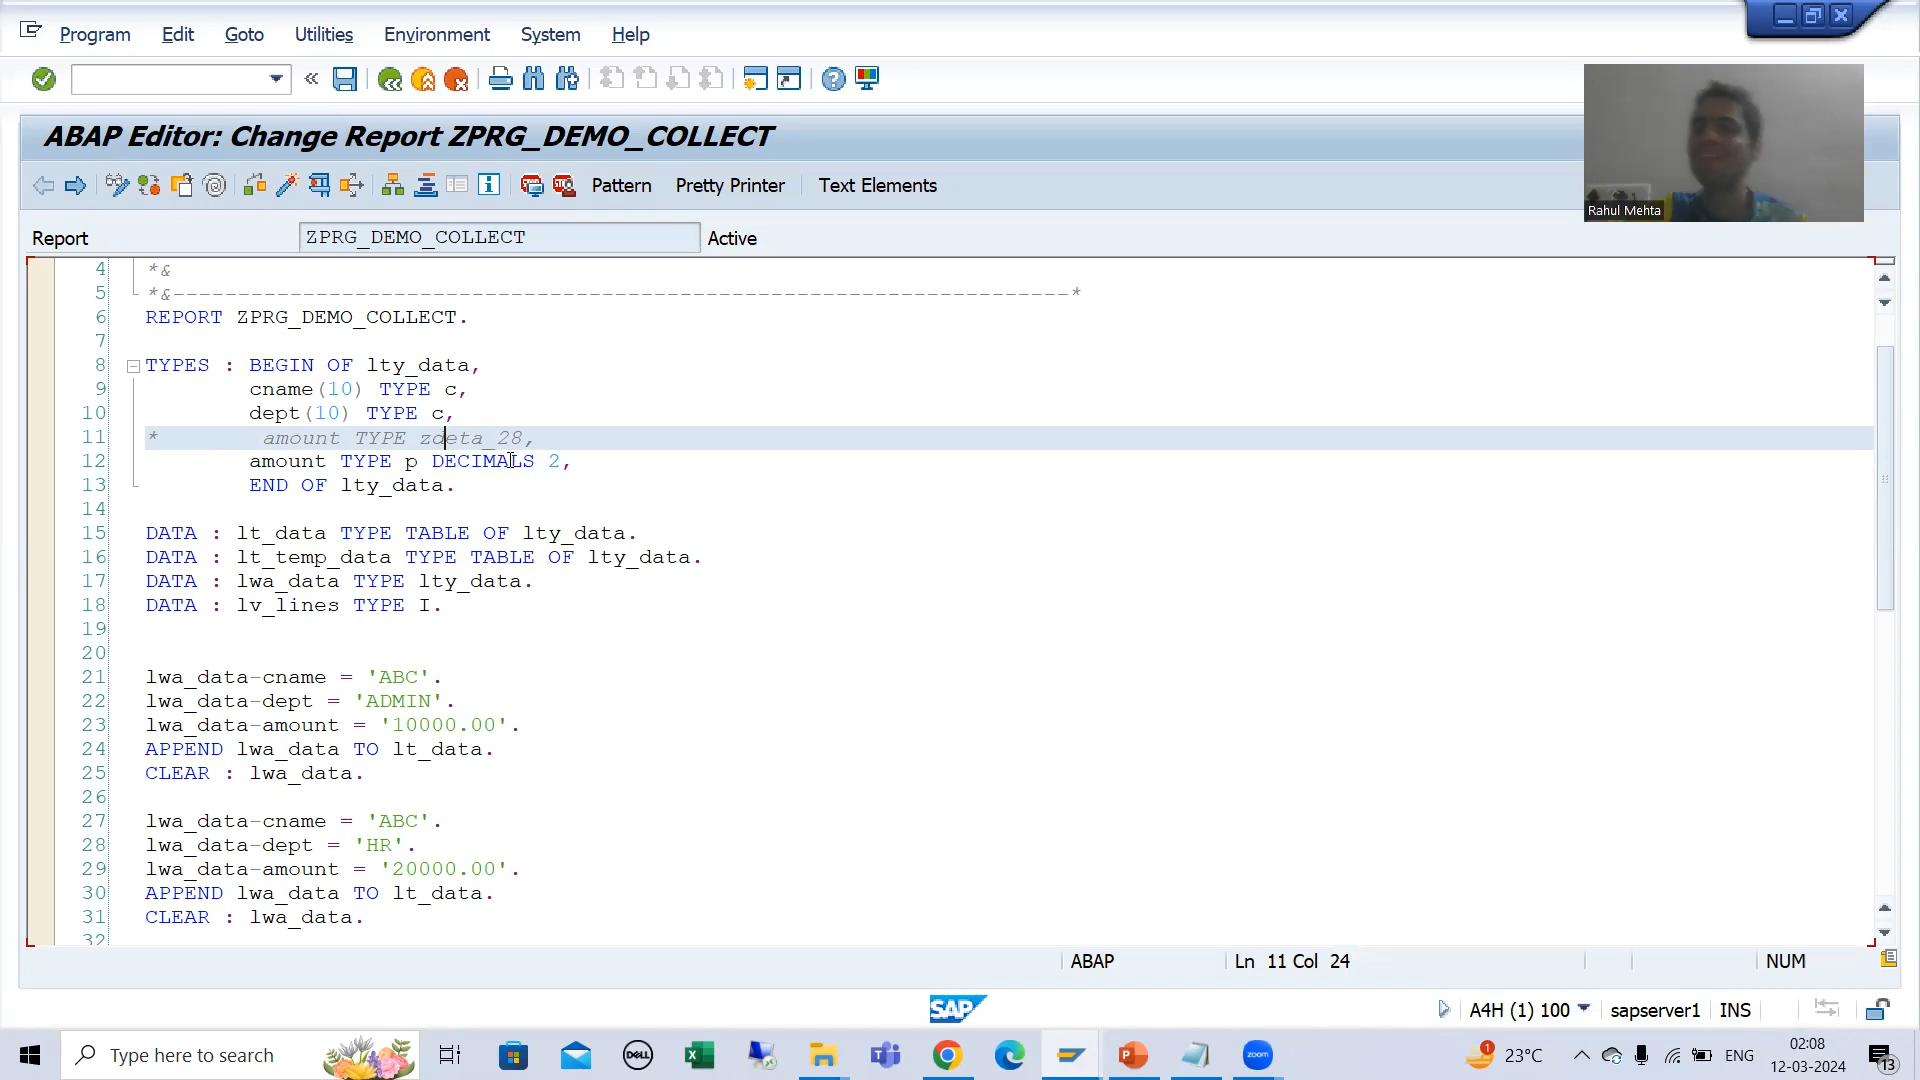 Program Edit Goto Utilities Environment System Help
ABAP Editor: Change Report ZPRG_DEMO_COLLECT
Pattern Pretty Printer Text Elements
Rahul Mehta
Report ZPRG_DEMO_COLLECT Active
4 *&
5 *&---------------------------------------------------------------------*
6 REPORT ZPRG_DEMO_COLLECT.
7
8 TYPES : BEGIN OF lty_data,
9 cname(10) TYPE c,
10 dept(10) TYPE c,
11 * amount TYPE zdeta_28,
12 amount TYPE p DECIMALS 2,
13 END OF lty_data.
14
15 DATA : lt_data TYPE TABLE OF lty_data.
16 DATA : lt_temp_data TYPE TABLE OF lty_data.
17 DATA : lwa_data TYPE lty_data.
18 DATA : lv_lines TYPE I.
19
20
21 lwa_data-cname = 'ABC'.
22 lwa_data-dept = 'ADMIN'.
23 lwa_data-amount = '10000.00'.
24 APPEND lwa_data TO lt_data.
25 CLEAR : lwa_data.
26
27 lwa_data-cname = 'ABC'.
28 lwa_data-dept = 'HR'.
29 lwa_data-amount = '20000.00'.
30 APPEND lwa_data TO lt_data.
31 CLEAR : lwa_data.
32
ABAP Ln 11 Col 24 NUM
SAP A4H (1) 100 sapserver1 INS
Type here to search DELL zoom 1 23°C ENG 02:08
12-03-2024 13